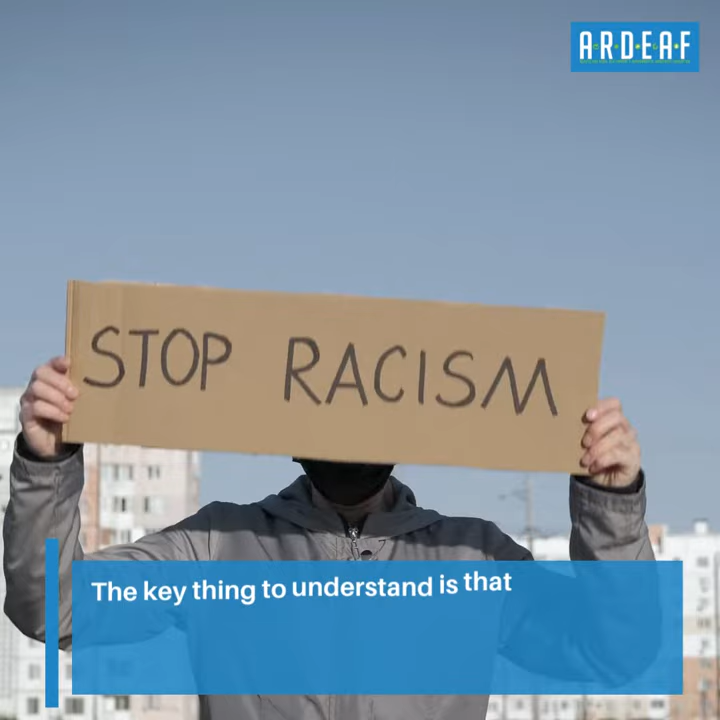 ARDEAF
STOP RACISM
The key thing to understand is that